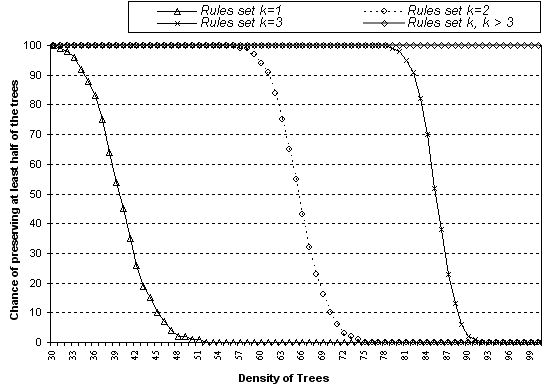 Rules set k=1
Rules set k=2
Rules set k=3
Rules set k, k > 3
Chance of preserving at least half of the trees
100
90
80
70
60
50
40
30
20
10
0
30 33 36 39 42 45 48 51 54 57 60 63 66 69 72 75 78 81 84 87 90 93 96 99
Density of Trees